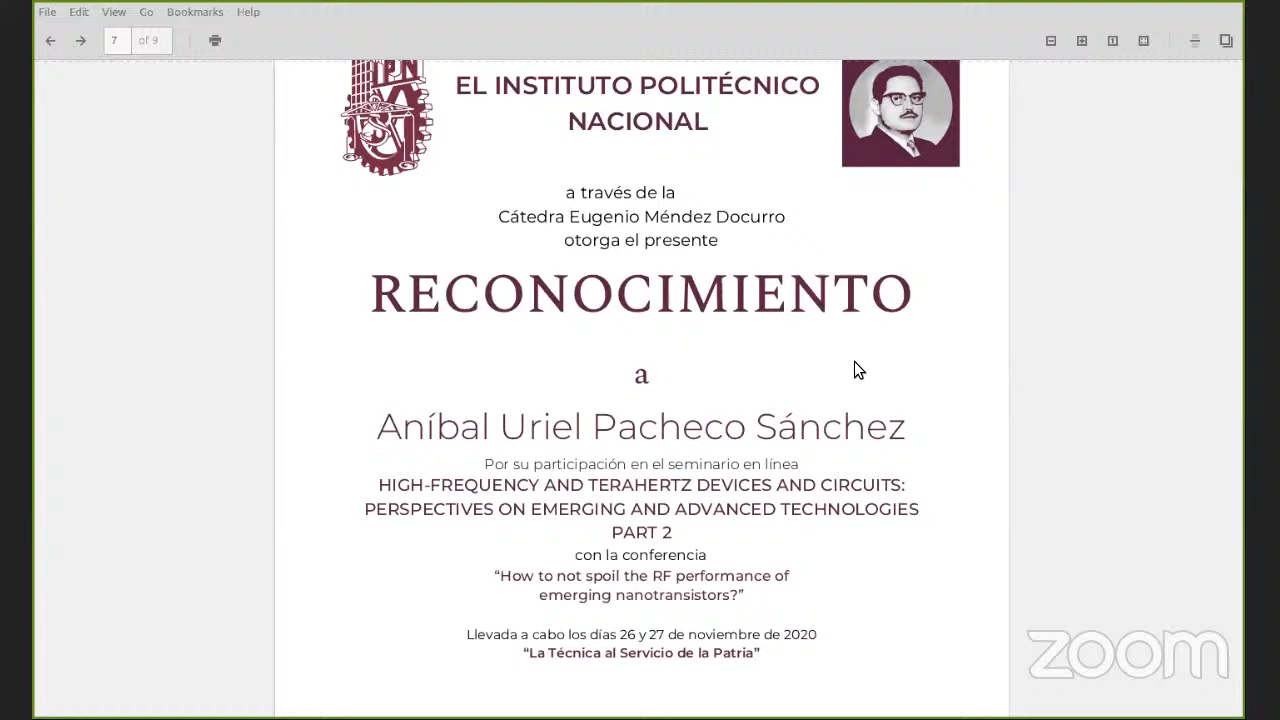 File Edit View Go Bookmarks Help
7 of 9
IPN
EL INSTITUTO POLITÉCNICO
NACIONAL
a través de la
Cátedra Eugenio Méndez Docurro
otorga el presente
RECONOCIMIENTO
a
Aníbal Uriel Pacheco Sánchez
Por su participación en el seminario en línea
HIGH-FREQUENCY AND TERAHERTZ DEVICES AND CIRCUITS:
PERSPECTIVES ON EMERGING AND ADVANCED TECHNOLOGIES
PART 2
con la conferencia
“How to not spoil the RF performance of
emerging nanotransistors?”
Llevada a cabo los días 26 y 27 de noviembre de 2020
“La Técnica al Servicio de la Patria”
zoom